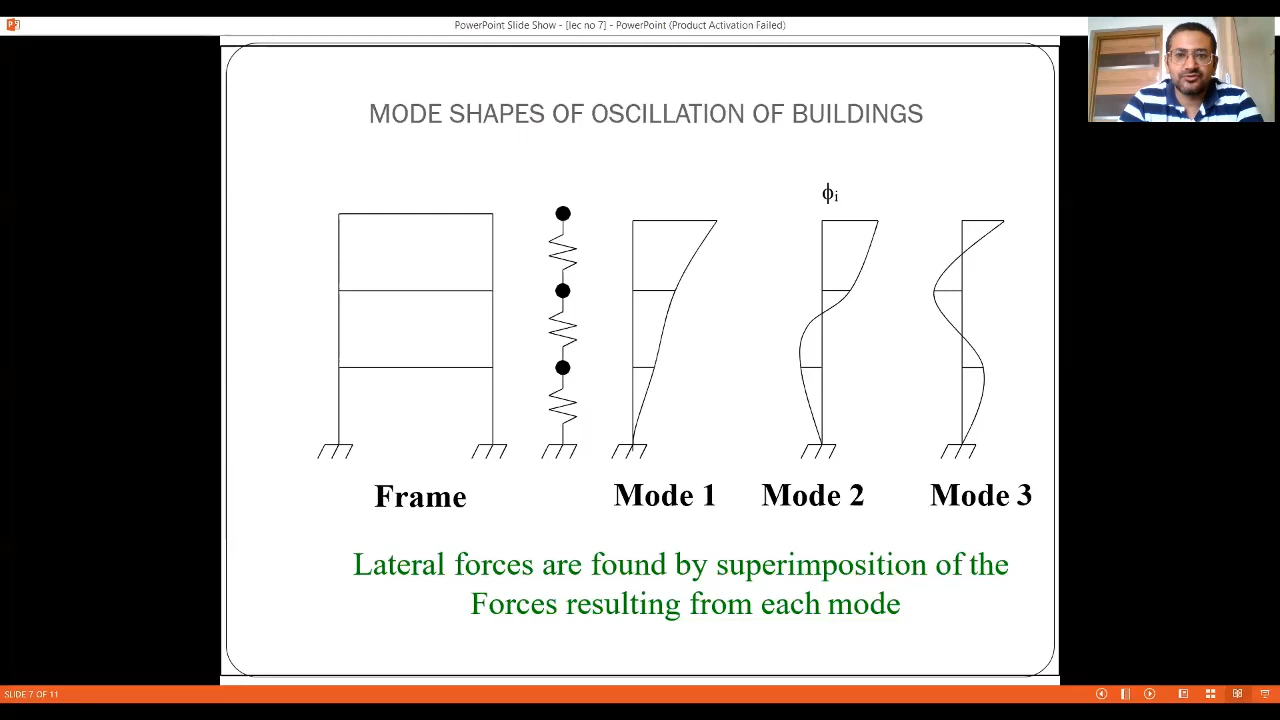 PowerPoint Slide Show - [lec no 7] - PowerPoint (Product Activation Failed)
MODE SHAPES OF OSCILLATION OF BUILDINGS
ϕi
Frame
Mode 1
Mode 2
Mode 3
Lateral forces are found by superimposition of the
Forces resulting from each mode
SLIDE 7 OF 11